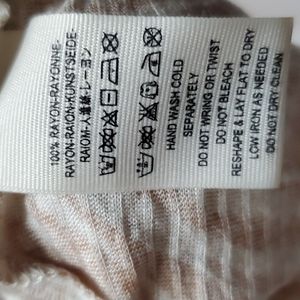 100% RAYON-RAYONNE-
RAYON-RAION-KUNSTSEIDE-
RAIOM-人造絲-レーヨン
HAND WASH COLD
SEPARATELY
DO NOT WRING OR TWIST
DO NOT BLEACH
RESHAPE & LAY FLAT TO DRY
LOW IRON AS NEEDED
DO NOT DRY CLEAN